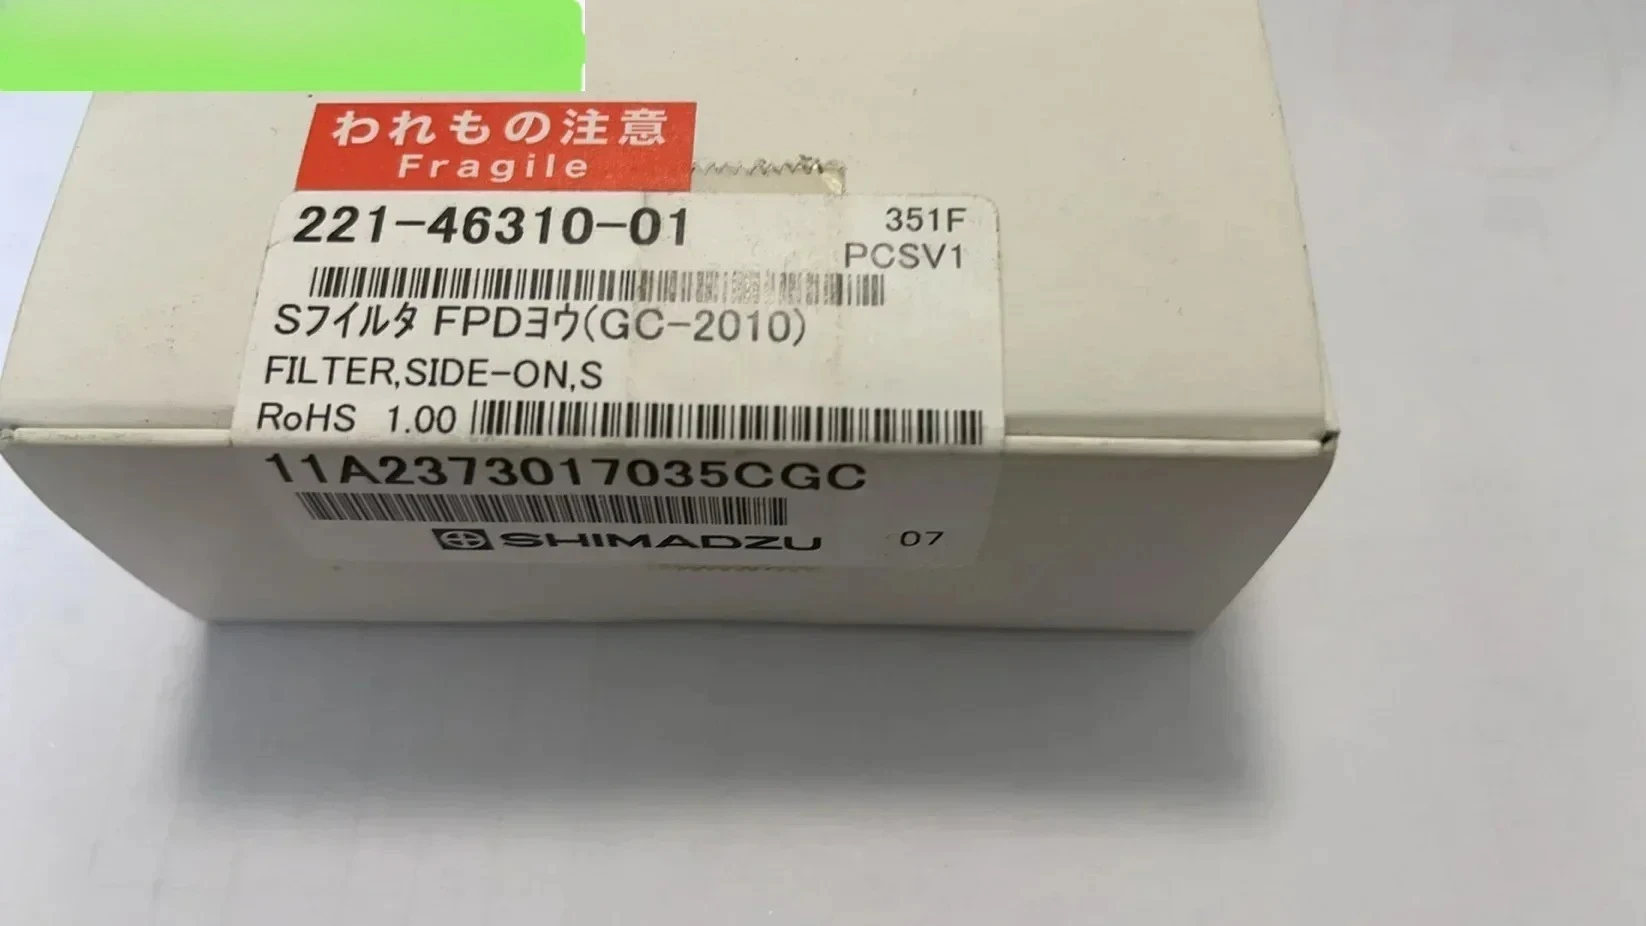 われもの注意
Fragile
221-46310-01
351F
PCSV1
Sフイルタ FPDヨウ(GC-2010)
FILTER,SIDE-ON,S
RoHS 1.00
11A2373017035CGC
SHIMADZU
07